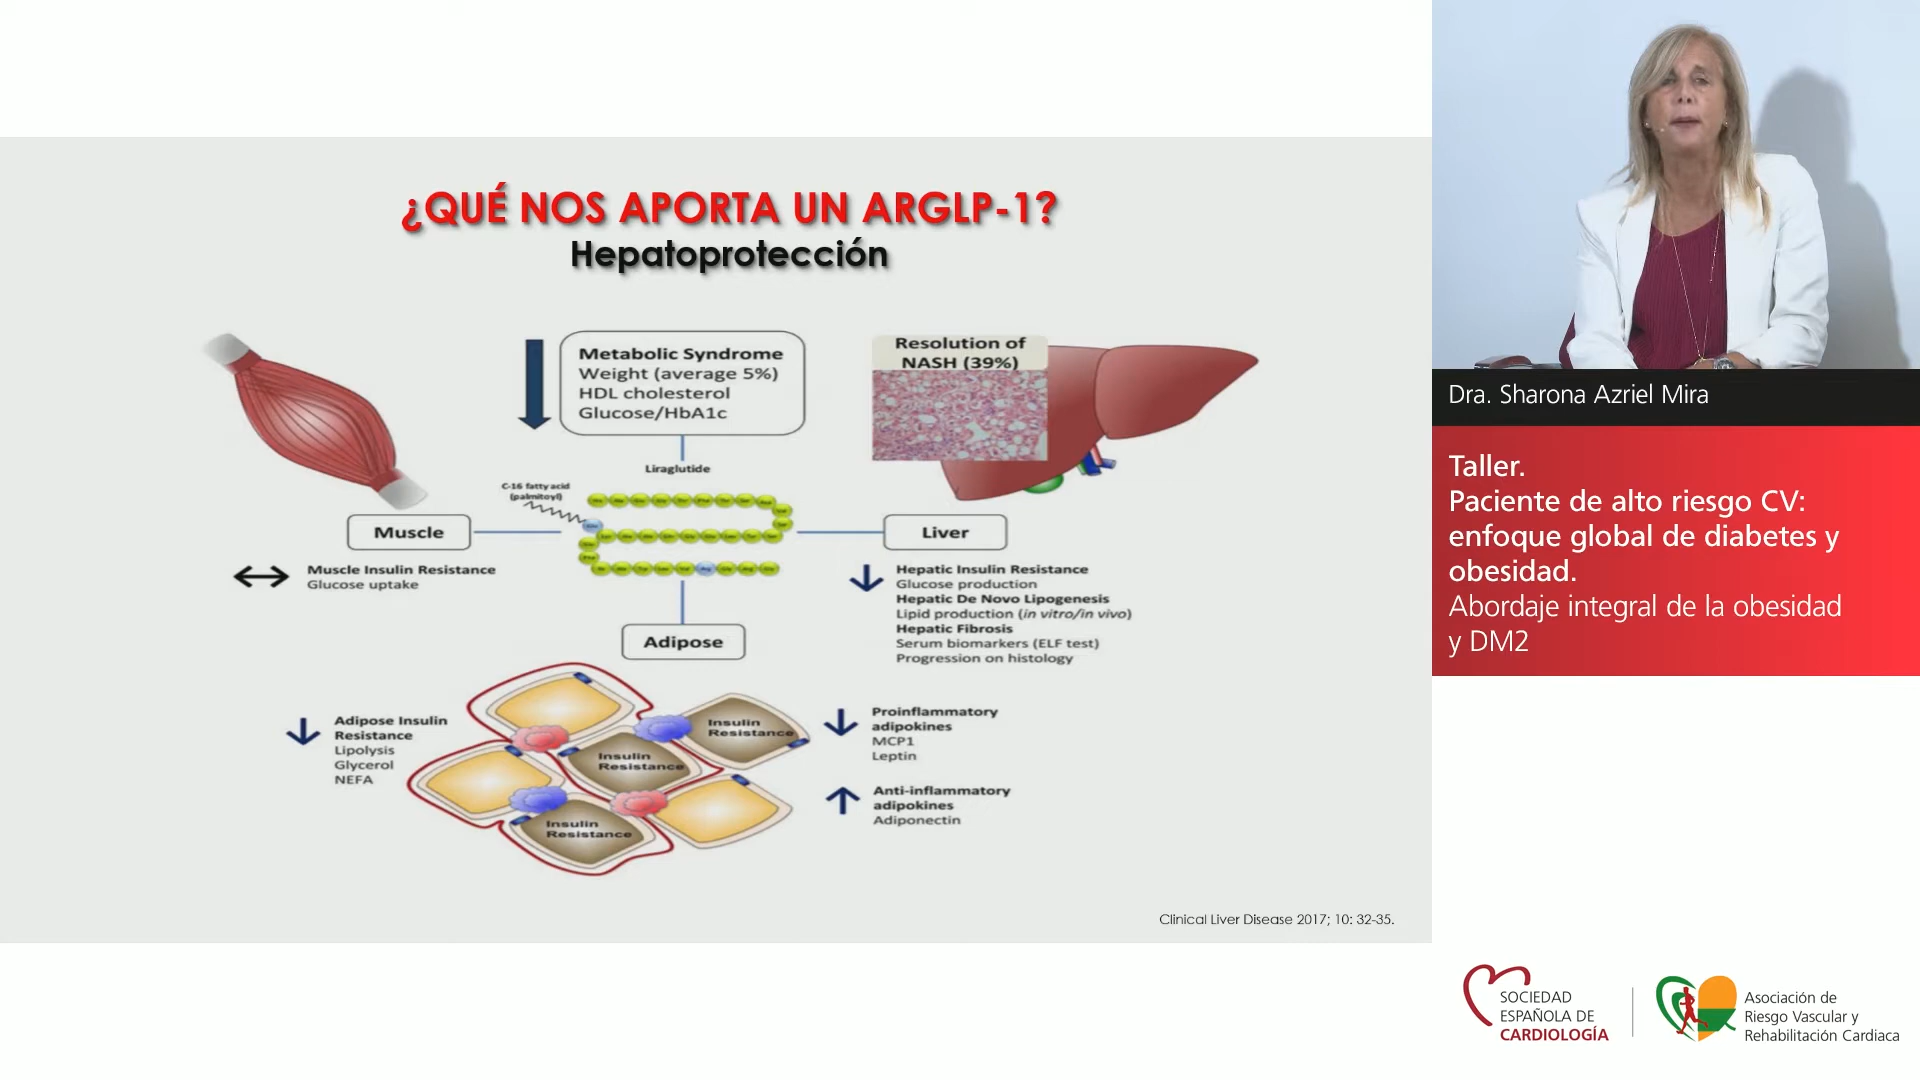 ¿QUÉ NOS APORTA UN ARGLP-1?
Hepatoprotección
Metabolic Syndrome
Weight (average 5%)
HDL cholesterol
Glucose/HbA1c
Resolution of
NASH (39%)
Liraglutide
C-16 fatty acid
(palmitoyl)
Muscle
Liver
Muscle Insulin Resistance
Glucose uptake
Hepatic Insulin Resistance
Glucose production
Hepatic De Novo Lipogenesis
Lipid production (in vitro/in vivo)
Hepatic Fibrosis
Serum biomarkers (ELF test)
Progression on histology
Adipose
Adipose Insulin
Resistance
Lipolysis
Glycerol
NEFA
Insulin
Resistance
Insulin
Resistance
Insulin
Resistance
Proinflammatory
adipokines
MCP1
Leptin
Anti-inflammatory
adipokines
Adiponectin
Clinical Liver Disease 2017; 10: 32-35.
Dra. Sharona Azriel Mira
Taller.
Paciente de alto riesgo CV:
enfoque global de diabetes y
obesidad.
Abordaje integral de la obesidad
y DM2
SOCIEDAD
ESPAÑOLA DE
CARDIOLOGÍA
Asociación de
Riesgo Vascular y
Rehabilitación Cardiaca